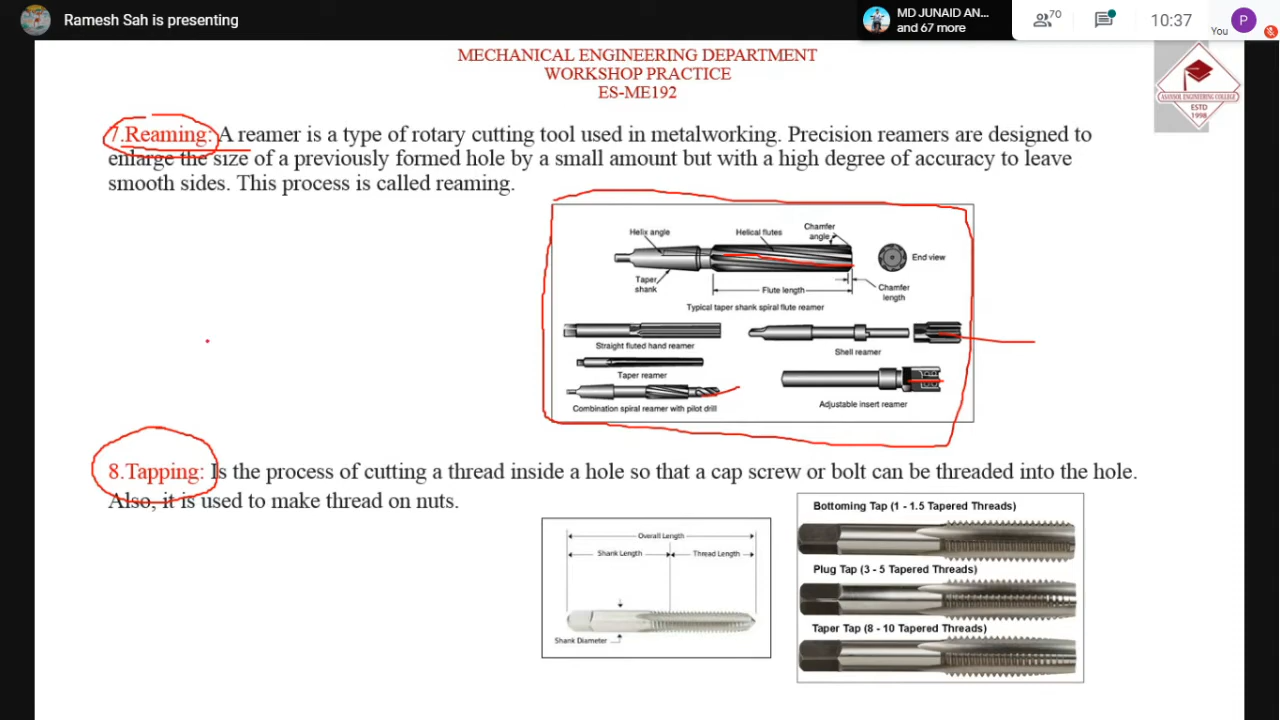 Ramesh Sah is presenting
MD JUNAID AN...
and 67 more
70
10:37
You
P
MECHANICAL ENGINEERING DEPARTMENT
WORKSHOP PRACTICE
ES-ME192
ASANSOL ENGINEERING COLLEGE
ESTD
1998
7.Reaming: A reamer is a type of rotary cutting tool used in metalworking. Precision reamers are designed to
enlarge the size of a previously formed hole by a small amount but with a high degree of accuracy to leave
smooth sides. This process is called reaming.
Helix angle
Helical flutes
Chamfer
angle
End view
Taper
shank
Flute length
Chamfer
length
Typical taper shank spiral flute reamer
Straight fluted hand reamer
Shell reamer
Taper reamer
Combination spiral reamer with pilot drill
Adjustable insert reamer
8.Tapping: Is the process of cutting a thread inside a hole so that a cap screw or bolt can be threaded into the hole.
Also, it is used to make thread on nuts.
Overall Length
Shank Length
Thread Length
Shank Diameter
Bottoming Tap (1 - 1.5 Tapered Threads)
Plug Tap (3 - 5 Tapered Threads)
Taper Tap (8 - 10 Tapered Threads)